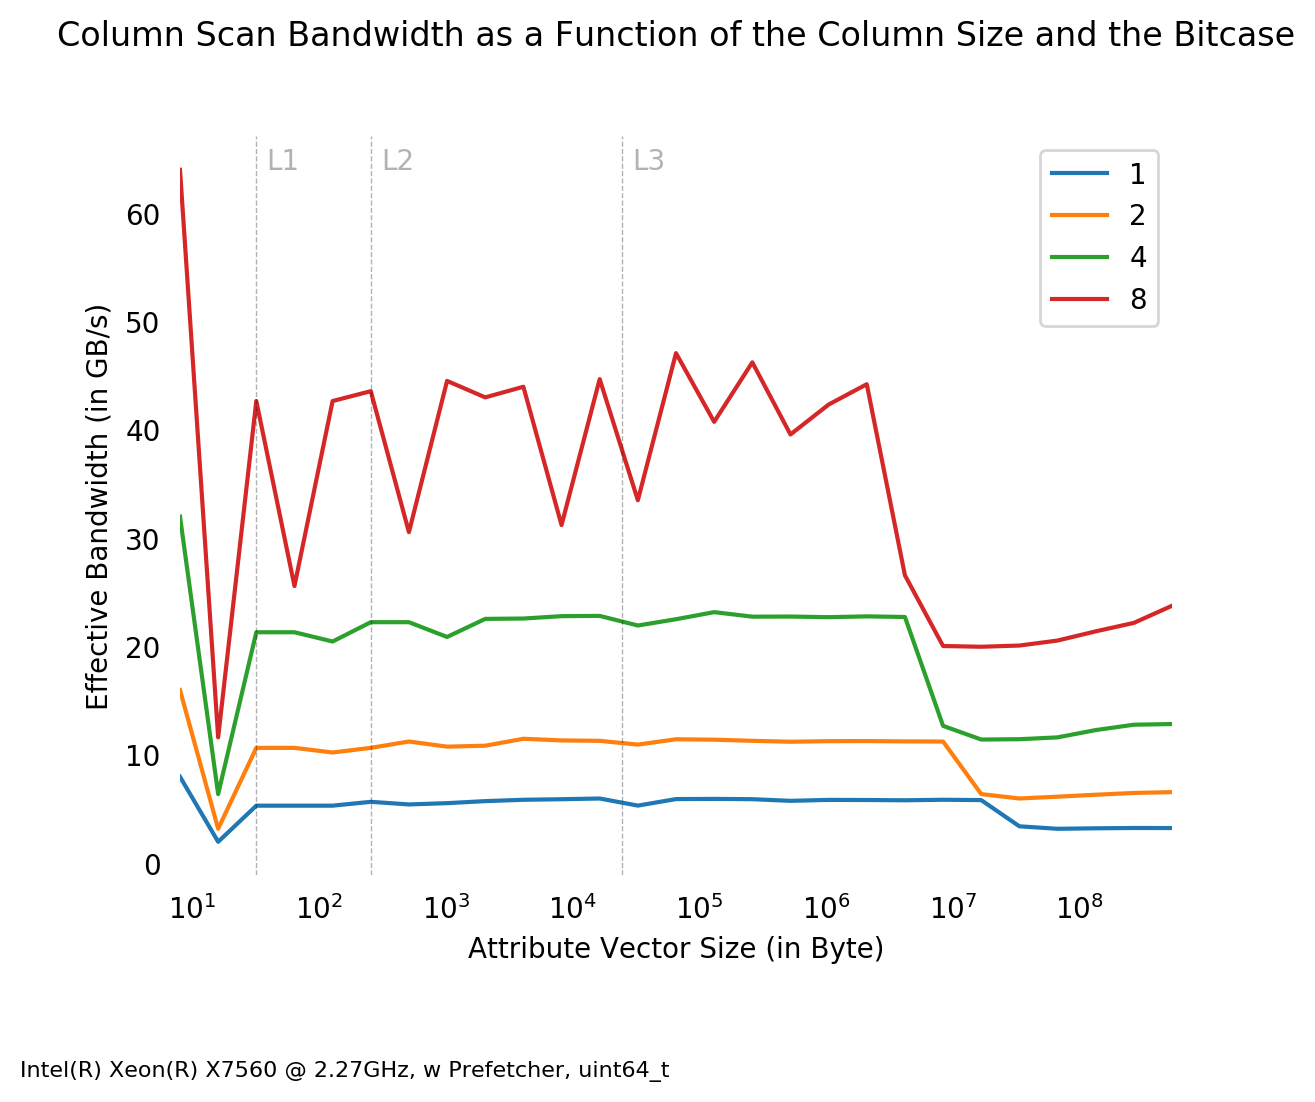 Column Scan Bandwidth as a Function of the Column Size and the Bitcase
L1 L2 L3
1
2
4
8
60
50
40
30
20
10
0
Effective Bandwidth (in GB/s)
10¹ 10² 10³ 10⁴ 10⁵ 10⁶ 10⁷ 10⁸
Attribute Vector Size (in Byte)
Intel(R) Xeon(R) X7560 @ 2.27GHz, w Prefetcher, uint64_t